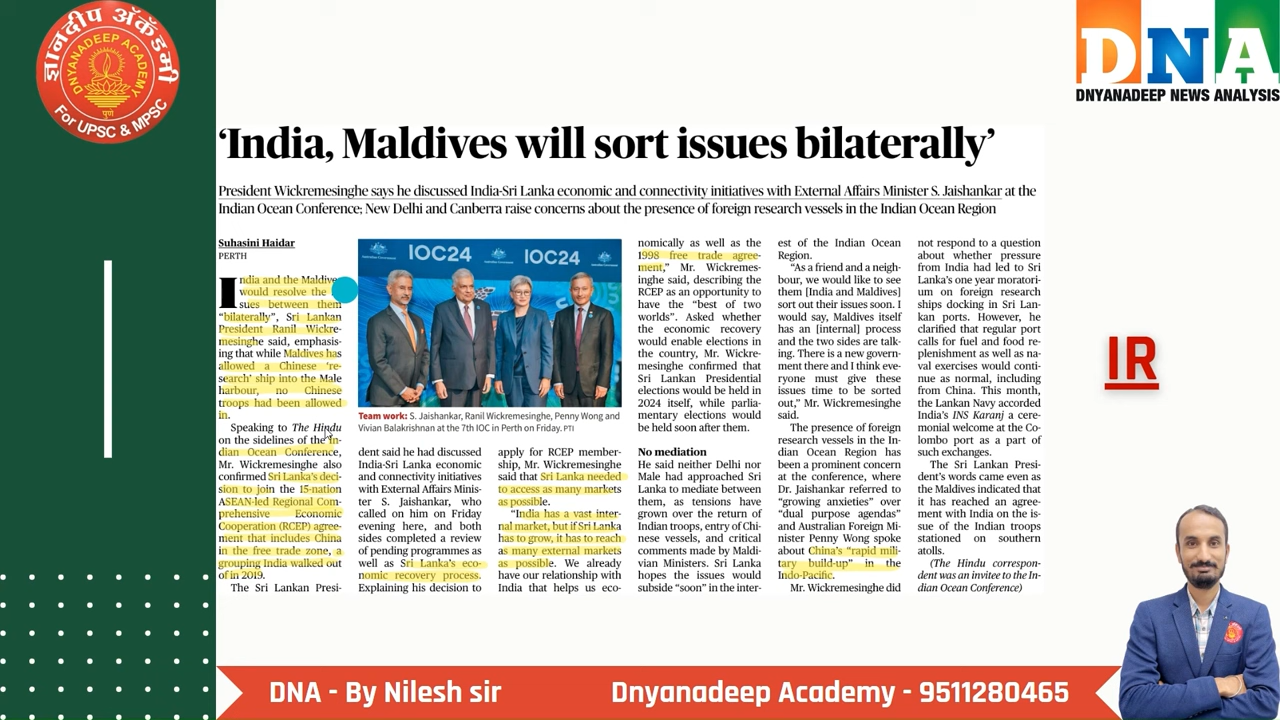 ज्ञानदीप अ‍ॅकॅडमी
DNYANADEEP ACADEMY
पुणे
For UPSC & MPSC
DNA
DNYANADEEP NEWS ANALYSIS
‘India, Maldives will sort issues bilaterally’
President Wickremesinghe says he discussed India-Sri Lanka economic and connectivity initiatives with External Affairs Minister S. Jaishankar at the
Indian Ocean Conference; New Delhi and Canberra raise concerns about the presence of foreign research vessels in the Indian Ocean Region
Suhasini Haidar
PERTH
India and the Maldives
would resolve the is-
sues between them
“bilaterally”, Sri Lankan
President Ranil Wickre-
mesinghe said, emphasis-
ing that while Maldives has
allowed a Chinese ‘re-
search’ ship into the Male
harbour, no Chinese
troops had been allowed
in.
Speaking to The Hindu
on the sidelines of the In-
dian Ocean Conference,
Mr. Wickremesinghe also
confirmed Sri Lanka’s deci-
sion to join the 15-nation
ASEAN-led Regional Com-
prehensive Economic
Cooperation (RCEP) agree-
ment that includes China
in the free trade zone, a
grouping India walked out
of in 2019.
The Sri Lankan Presi-
IOC24
IOC24
Team work: S. Jaishankar, Ranil Wickremesinghe, Penny Wong and
Vivian Balakrishnan at the 7th IOC in Perth on Friday. PTI
dent said he had discussed
India-Sri Lanka economic
and connectivity initiatives
with External Affairs Minis-
ter S. Jaishankar, who
called on him on Friday
evening here, and both
sides completed a review
of pending programmes as
well as Sri Lanka’s eco-
nomic recovery process.
Explaining his decision to
apply for RCEP member-
ship, Mr. Wickremesinghe
said that Sri Lanka needed
to access as many markets
as possible.
“India has a vast inter-
nal market, but if Sri Lanka
has to grow, it has to reach
as many external markets
as possible. We already
have our relationship with
India that helps us eco-
nomically as well as the
1998 free trade agree-
ment,” Mr. Wickremes-
inghe said, describing the
RCEP as an opportunity to
have the “best of two
worlds”. Asked whether
the economic recovery
would enable elections in
the country, Mr. Wickre-
mesinghe confirmed that
Sri Lankan Presidential
elections would be held in
2024 itself, while parlia-
mentary elections would
be held soon after them.
No mediation
He said neither Delhi nor
Male had approached Sri
Lanka to mediate between
them, as tensions have
grown over the return of
Indian troops, entry of Chi-
nese vessels, and critical
comments made by Maldi-
vian Ministers. Sri Lanka
hopes the issues would
subside “soon” in the inter-
est of the Indian Ocean
Region.
“As a friend and a neigh-
bour, we would like to see
them [India and Maldives]
sort out their issues soon. I
would say, Maldives itself
has an [internal] process
and the two sides are talk-
ing. There is a new govern-
ment there and I think eve-
ryone must give these
issues time to be sorted
out,” Mr. Wickremesinghe
said.
The presence of foreign
research vessels in the In-
dian Ocean Region has
been a prominent concern
at the conference, where
Dr. Jaishankar referred to
“growing anxieties” over
“dual purpose agendas”
and Australian Foreign Mi-
nister Penny Wong spoke
about China’s “rapid mili-
tary build-up” in the
Indo-Pacific.
Mr. Wickremesinghe did
not respond to a question
about whether pressure
from India had led to Sri
Lanka’s one year moratori-
um on foreign research
ships docking in Sri Lan-
kan ports. However, he
clarified that regular port
calls for fuel and food re-
plenishment as well as na-
val exercises would conti-
nue as normal, including
from China. This month,
the Lankan Navy accorded
India’s INS Karanj a cere-
monial welcome at the Co-
lombo port as a part of
such exchanges.
The Sri Lankan Presi-
dent’s words came even as
the Maldives indicated that
it has reached an agree-
ment with India on the is-
sue of the Indian troops
stationed on southern
atolls.
(The Hindu correspon-
dent was an invitee to the In-
dian Ocean Conference)
IR
DNA - By Nilesh sir
Dnyanadeep Academy - 9511280465